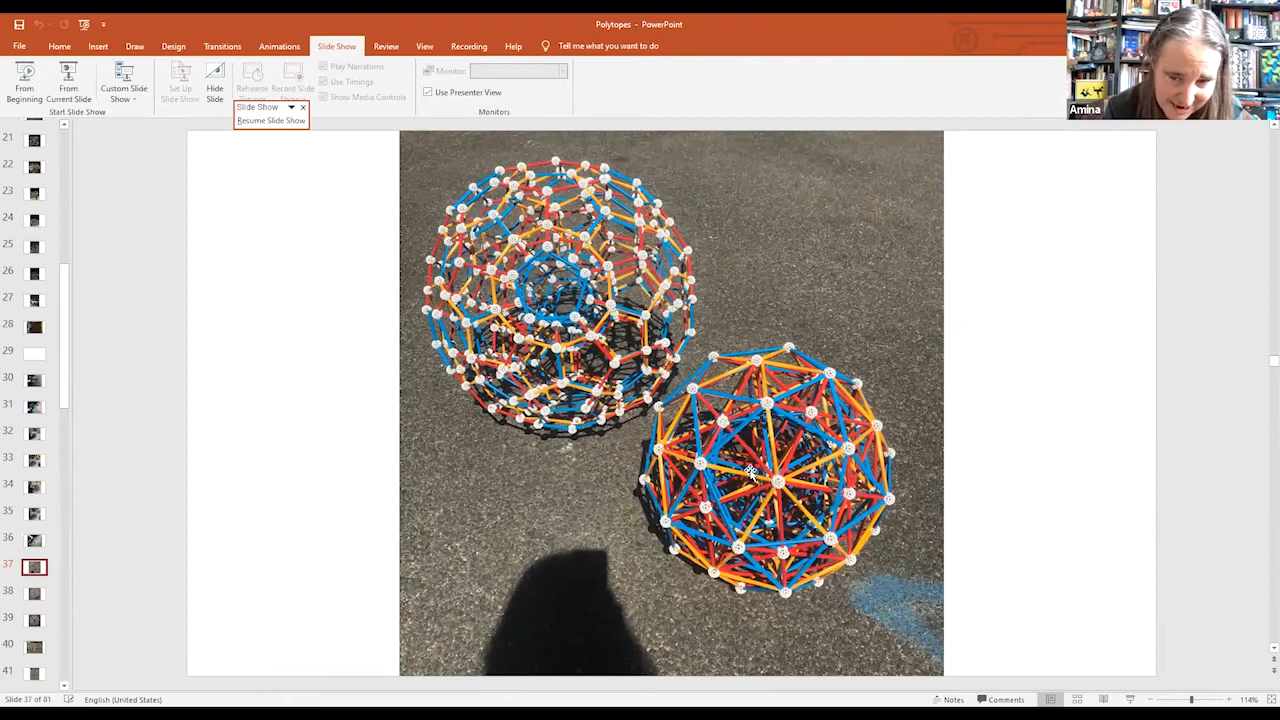 Polytopes - PowerPoint
File Home Insert Draw Design Transitions Animations Slide Show Review View Recording Help Tell me what you want to do
From Beginning
From Current Slide
Custom Slide Show
Set Up Slide Show
Hide Slide
Rehearse Timings
Record Slide Show
Play Narrations
Use Timings
Show Media Controls
Monitor:
Use Presenter View
Start Slide Show
Monitors
Slide Show
Resume Slide Show
Amina
21
22
23
24
25
26
27
28
29
30
31
32
33
34
35
36
37
38
39
40
41
Slide 37 of 81 English (United States) Notes Comments 114%